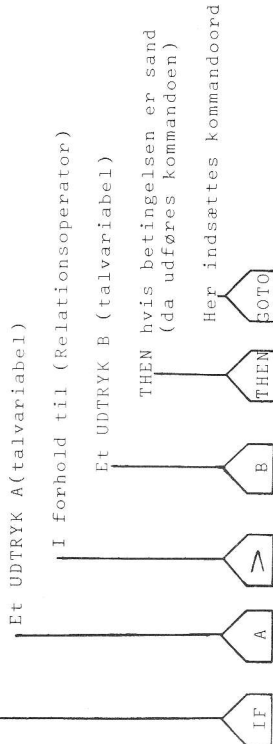 Et UDTRYK A(talvariabel)
I forhold til (Relationsoperator)
Et UDTRYK B (talvariabel)
THEN hvis betingelsen er sand
(da udføres kommandoen)
Her indsættes kommandoord
IF A > B THEN GOTO